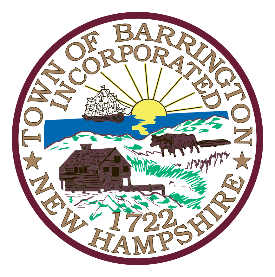 TOWN OF BARRINGTON
INCORPORATED
1722
NEW HAMPSHIRE